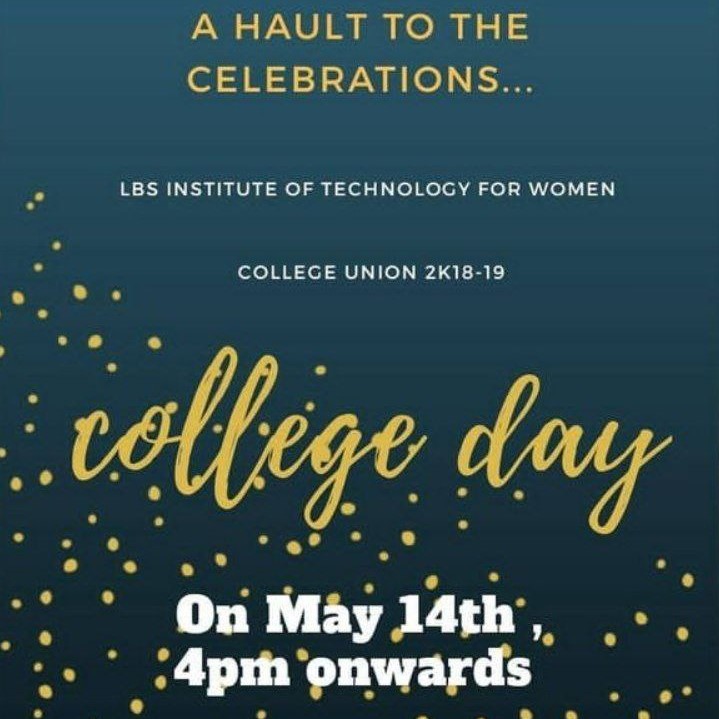 A HAULT TO THE
CELEBRATIONS...
LBS INSTITUTE OF TECHNOLOGY FOR WOMEN
COLLEGE UNION 2K18-19
college day
On May 14th ,
4pm onwards